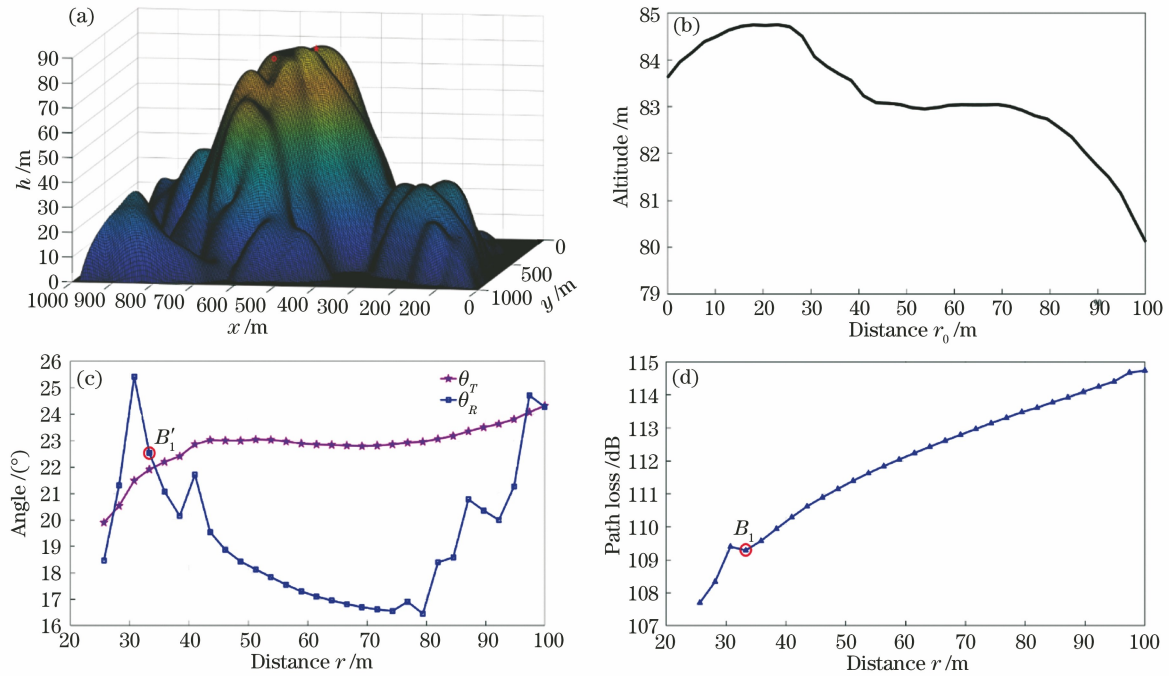 (a)
90
80
70
60
50
40
30
20
10
0
h /m
1000 900 800 700 600 500 400 300 200 100 0
x /m
0
500
1000
y /m
(b)
85
84
83
82
81
80
79
Altitude /m
0 10 20 30 40 50 60 70 80 90 100
Distance r₀ /m
(c)
26
25
24
23
22
21
20
19
18
17
16
Angle /(°)
θ_T
θ_R
B′₁
20 30 40 50 60 70 80 90 100
Distance r /m
(d)
115
114
113
112
111
110
109
108
107
Path loss /dB
B₁
20 30 40 50 60 70 80 90 100
Distance r /m